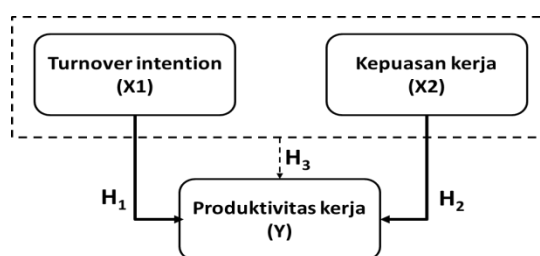 Turnover intention
(X1)
Kepuasan kerja
(X2)
H₃
H₁
Produktivitas kerja
(Y)
H₂